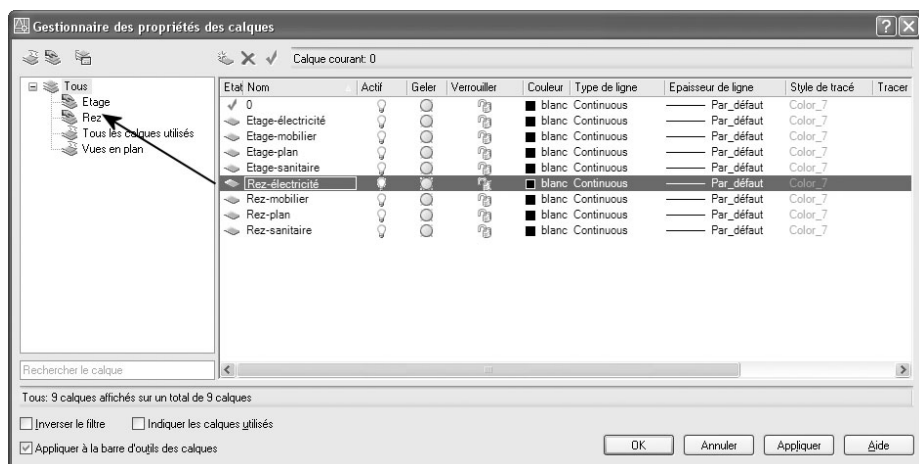 Gestionnaire des propriétés des calques
Calque courant: 0
Tous
Etage
Rez
Tous les calques utilisés
Vues en plan
Etat Nom Actif Geler Verrouiller Couleur Type de ligne Epaisseur de ligne Style de tracé Tracer
0 blanc Continuous Par_défaut Color_7
Etage-électricité blanc Continuous Par_défaut Color_7
Etage-mobilier blanc Continuous Par_défaut Color_7
Etage-plan blanc Continuous Par_défaut Color_7
Etage-sanitaire blanc Continuous Par_défaut Color_7
Rez-électricité blanc Continuous Par_défaut Color_7
Rez-mobilier blanc Continuous Par_défaut Color_7
Rez-plan blanc Continuous Par_défaut Color_7
Rez-sanitaire blanc Continuous Par_défaut Color_7
Rechercher le calque
Tous: 9 calques affichés sur un total de 9 calques
Inverser le filtre Indiquer les calques utilisés
Appliquer à la barre d'outils des calques
OK Annuler Appliquer Aide